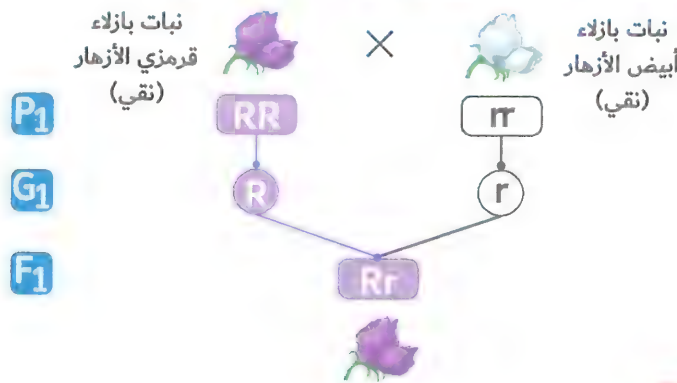 نبات بازلاء
قرمزي الأزهار
(نقي)
×
نبات بازلاء
أبيض الأزهار
(نقي)
P1
RR
rr
G1
R
r
F1
Rr